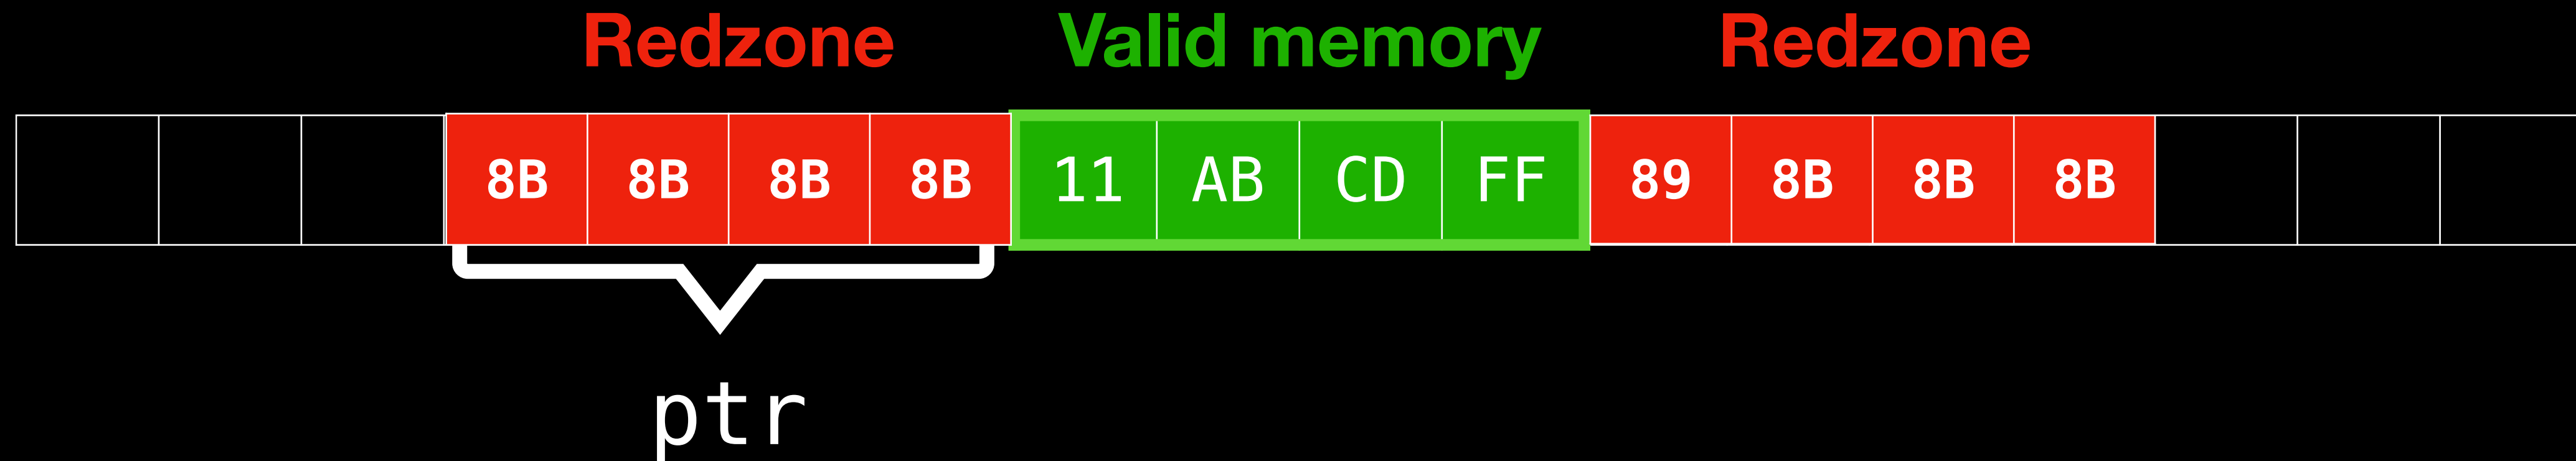 Redzone Valid memory Redzone
8B 8B 8B 8B 11 AB CD FF 89 8B 8B 8B
ptr